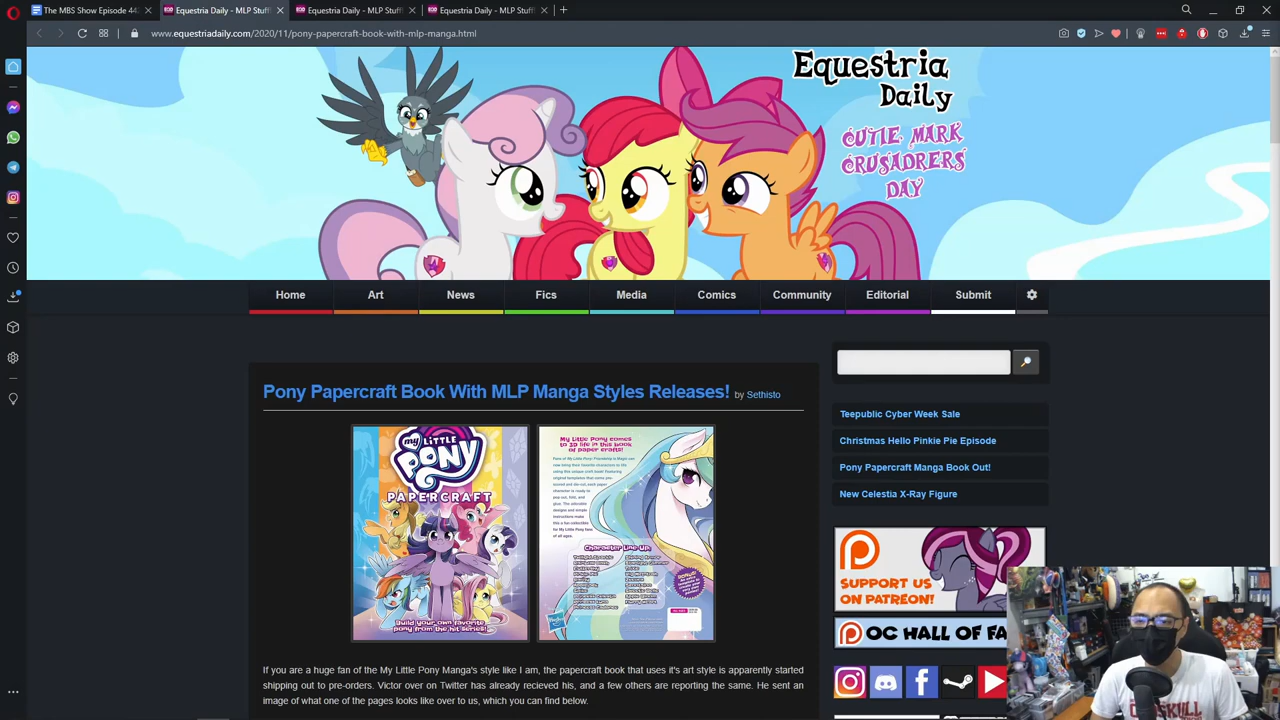 The MBS Show Episode 44
Equestria Daily - MLP Stuf
Equestria Daily - MLP Stuf
Equestria Daily - MLP Stuf
www.equestriadaily.com/2020/11/pony-papercraft-book-with-mlp-manga.html
Equestria
Daily
CUTIE MARK
CRUSADRERS
DAY
Home
Art
News
Fics
Media
Comics
Community
Editorial
Submit
Pony Papercraft Book With MLP Manga Styles Releases! by Sethisto
my LITTLE
PONY
PAPERCRAFT
Build your own favorite
pony from the hit series!
My Little Pony comes
to 3D life in this book
of paper crafts!
Character Line-Up:
If you are a huge fan of the My Little Pony Manga's style like I am, the papercraft book that uses it's art style is apparently started
shipping out to pre-orders. Victor over on Twitter has already recieved his, and a few others are reporting the same. He sent an
image of what one of the pages looks like over to us, which you can find below.
Teepublic Cyber Week Sale
Christmas Hello Pinkie Pie Episode
Pony Papercraft Manga Book Out!
New Celestia X-Ray Figure
SUPPORT US
ON PATREON!
OC HALL OF FA